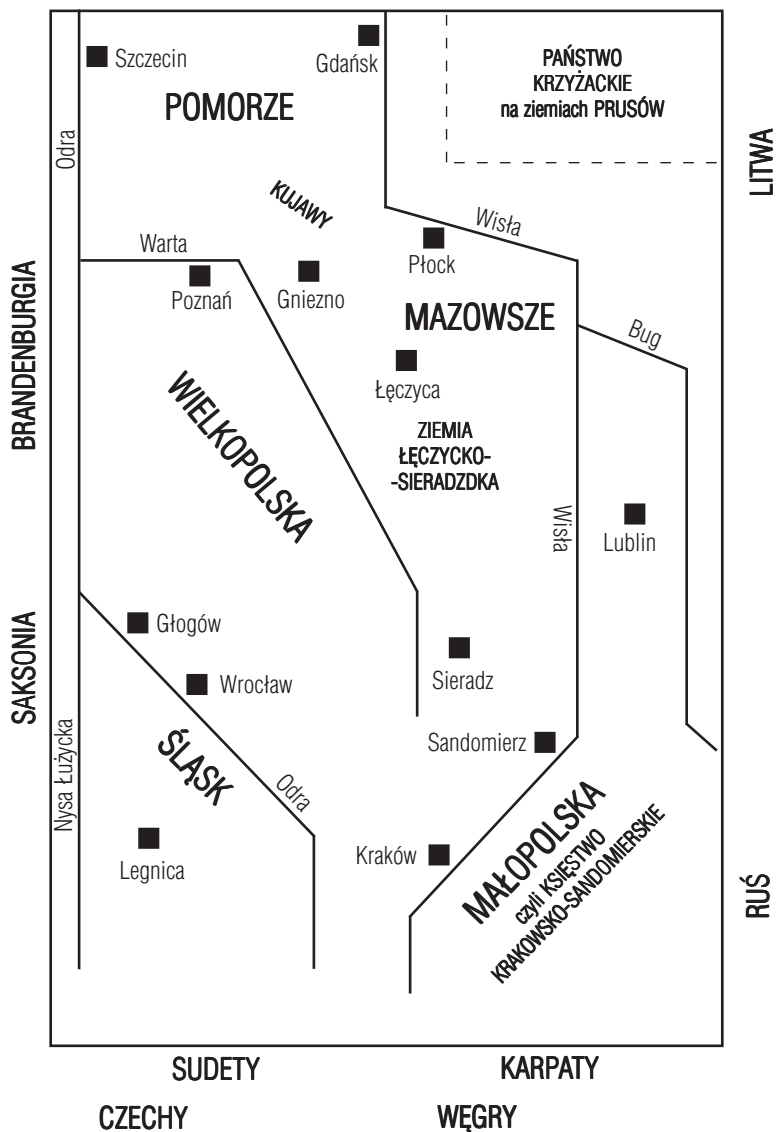 Szczecin
Gdańsk
PAŃSTWO
KRZYŻACKIE
na ziemiach PRUSÓW
POMORZE
Odra
LITWA
KUJAWY
Wisła
Warta
Płock
Poznań
Gniezno
MAZOWSZE
Bug
BRANDENBURGIA
Łęczyca
WIELKOPOLSKA
ZIEMIA
ŁĘCZYCKO-
-SIERADZDKA
Wisła
Lublin
Głogów
SAKSONIA
Sieradz
Wrocław
Sandomierz
Nysa Łużycka
ŚLĄSK
Odra
Legnica
Kraków
MAŁOPOLSKA
czyli KSIĘSTWO
KRAKOWSKO-SANDOMIERSKIE
RUŚ
SUDETY
KARPATY
CZECHY
WĘGRY